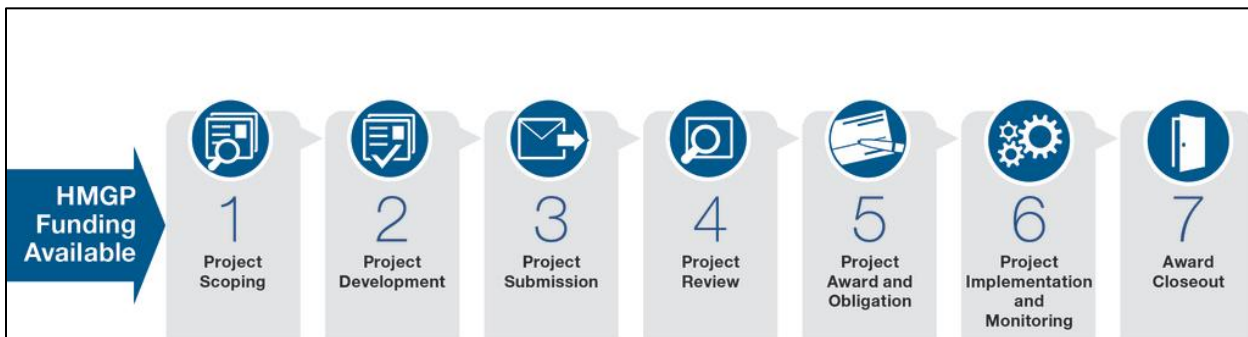 HMGP
Funding
Available
1
Project
Scoping
2
Project
Development
3
Project
Submission
4
Project
Review
5
Project
Award and
Obligation
6
Project
Implementation
and
Monitoring
7
Award
Closeout